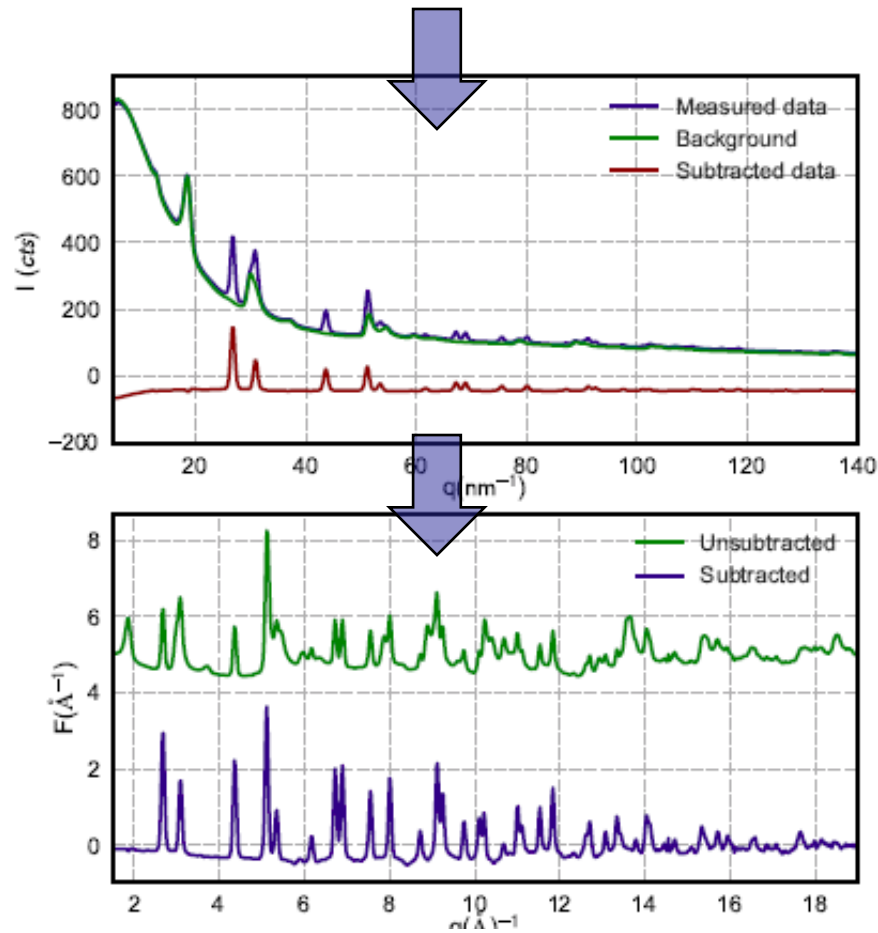 800
600
400
200
0
−200
I (cts)
Measured data
Background
Subtracted data
20 40 60 80 100 120 140
q(nm⁻¹)
8
6
4
2
0
F(Å⁻¹)
Unsubtracted
Subtracted
2 4 6 8 10 12 14 16 18
q(Å)⁻¹